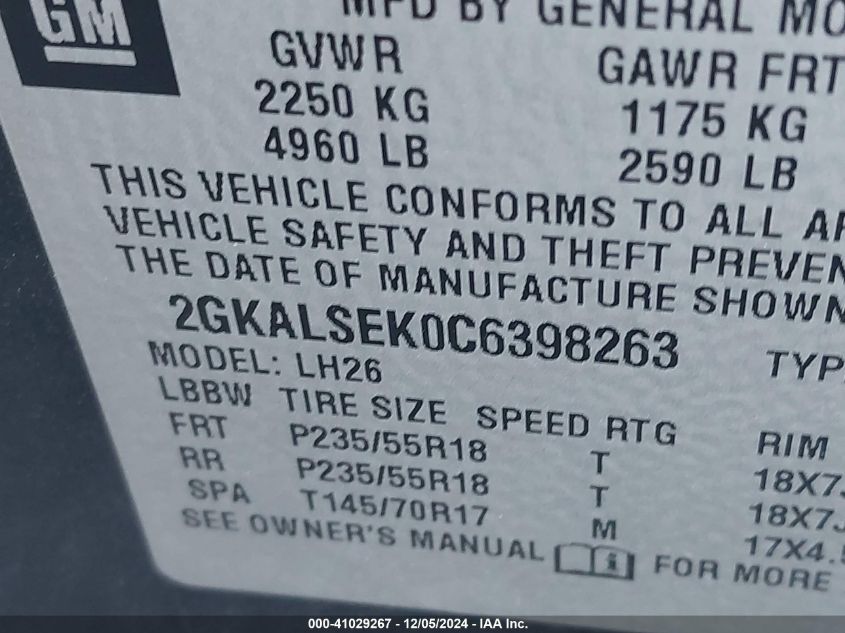 GM
MFD BY GENERAL MO
GVWR GAWR FRT
2250 KG 1175 KG
4960 LB 2590 LB
THIS VEHICLE CONFORMS TO ALL AP
VEHICLE SAFETY AND THEFT PREVEN
THE DATE OF MANUFACTURE SHOWN
2GKALSEK0C6398263 TYP
MODEL: LH26
LBBW TIRE SIZE SPEED RTG RIM
FRT P235/55R18 T 18X7J
RR P235/55R18 T 18X7J
SPA T145/70R17 M 17X4.5
SEE OWNER'S MANUAL FOR MORE
000-41029267 - 12/05/2024 - IAA Inc.